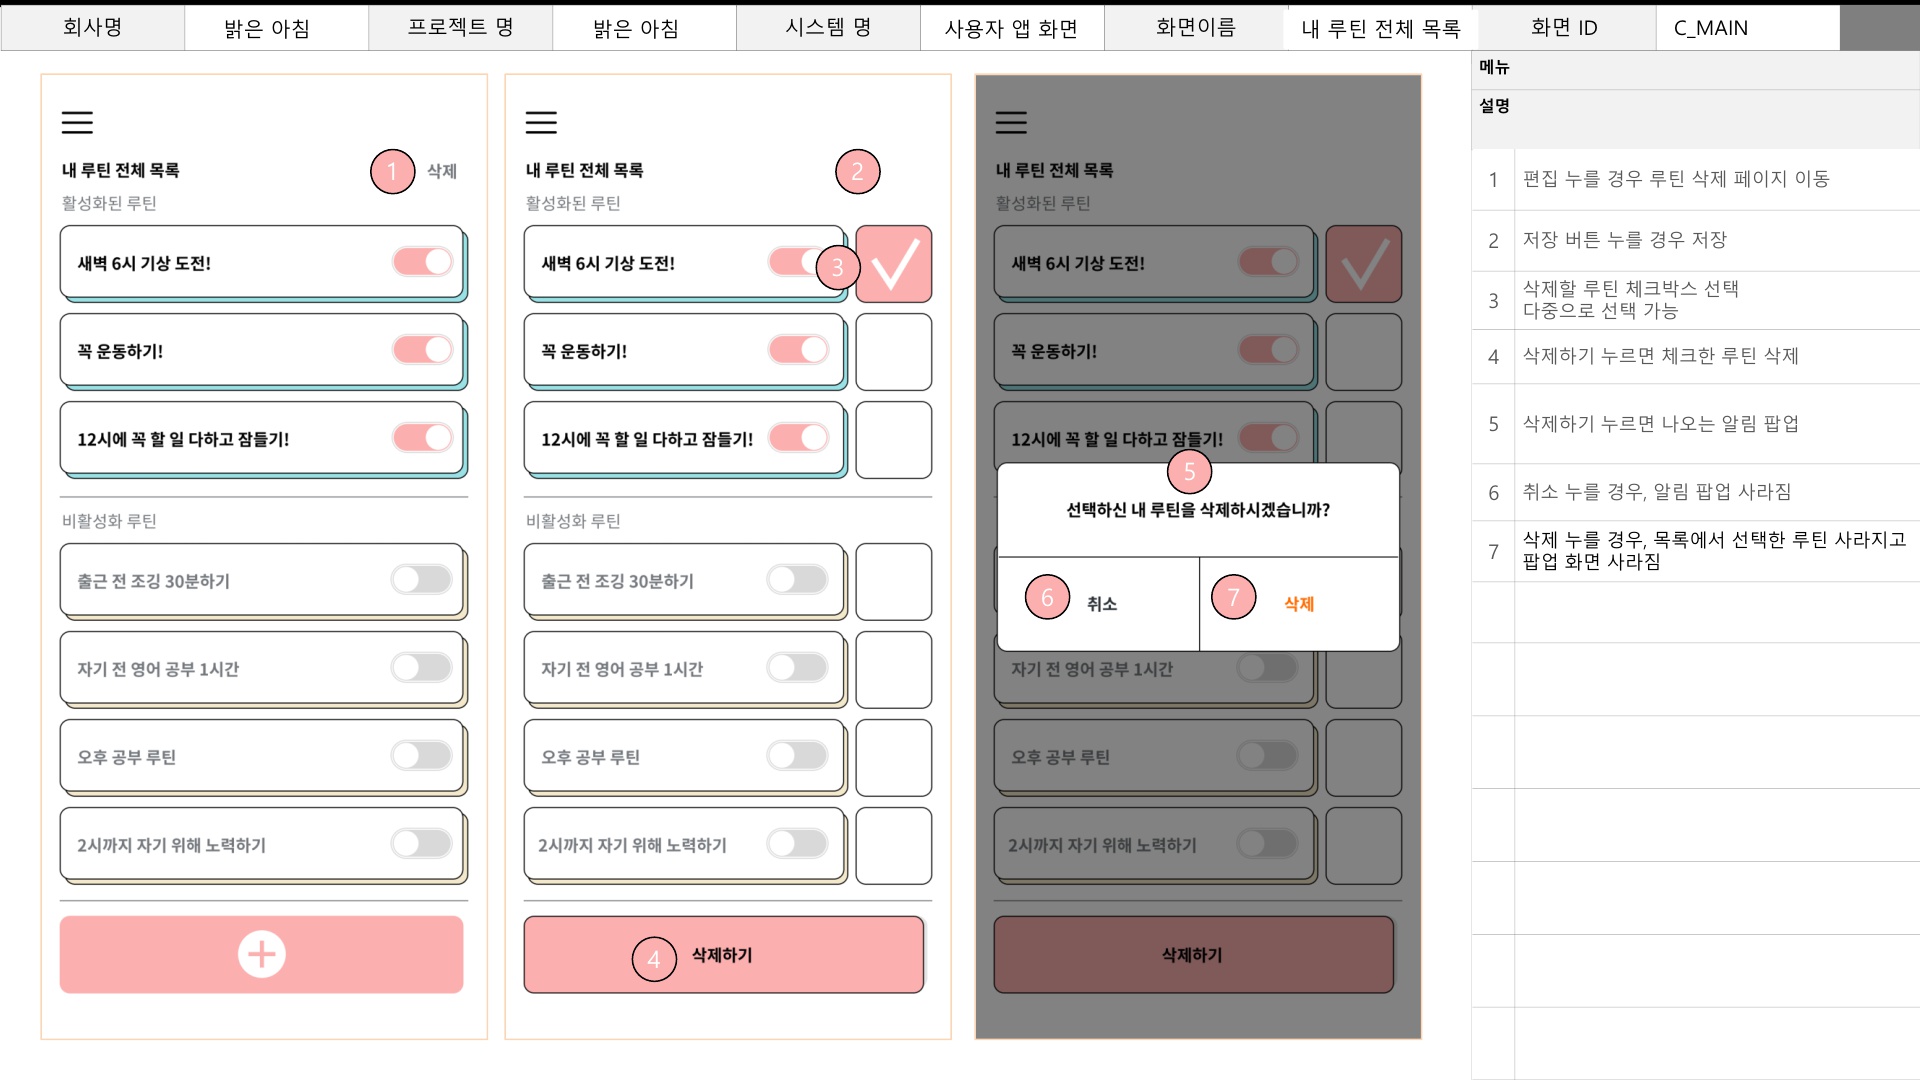 회사명 밝은 아침 프로젝트 명 밝은 아침 시스템 명 사용자 앱 화면 화면이름 내 루틴 전체 목록 화면 ID C_MAIN
내 루틴 전체 목록 1 삭제
활성화된 루틴
새벽 6시 기상 도전!
꼭 운동하기!
12시에 꼭 할 일 다하고 잠들기!
비활성화 루틴
출근 전 조깅 30분하기
자기 전 영어 공부 1시간
오후 공부 루틴
2시까지 자기 위해 노력하기
내 루틴 전체 목록 2
활성화된 루틴
새벽 6시 기상 도전! 3
꼭 운동하기!
12시에 꼭 할 일 다하고 잠들기!
비활성화 루틴
출근 전 조깅 30분하기
자기 전 영어 공부 1시간
오후 공부 루틴
2시까지 자기 위해 노력하기
4 삭제하기
내 루틴 전체 목록
활성화된 루틴
새벽 6시 기상 도전!
꼭 운동하기!
12시에 꼭 할 일 다하고 잠들기!
5
선택하신 내 루틴을 삭제하시겠습니까?
6 취소 7 삭제
자기 전 영어 공부 1시간
오후 공부 루틴
2시까지 자기 위해 노력하기
삭제하기
메뉴
설명
1 편집 누를 경우 루틴 삭제 페이지 이동
2 저장 버튼 누를 경우 저장
3 삭제할 루틴 체크박스 선택
다중으로 선택 가능
4 삭제하기 누르면 체크한 루틴 삭제
5 삭제하기 누르면 나오는 알림 팝업
6 취소 누를 경우, 알림 팝업 사라짐
7 삭제 누를 경우, 목록에서 선택한 루틴 사라지고
팝업 화면 사라짐